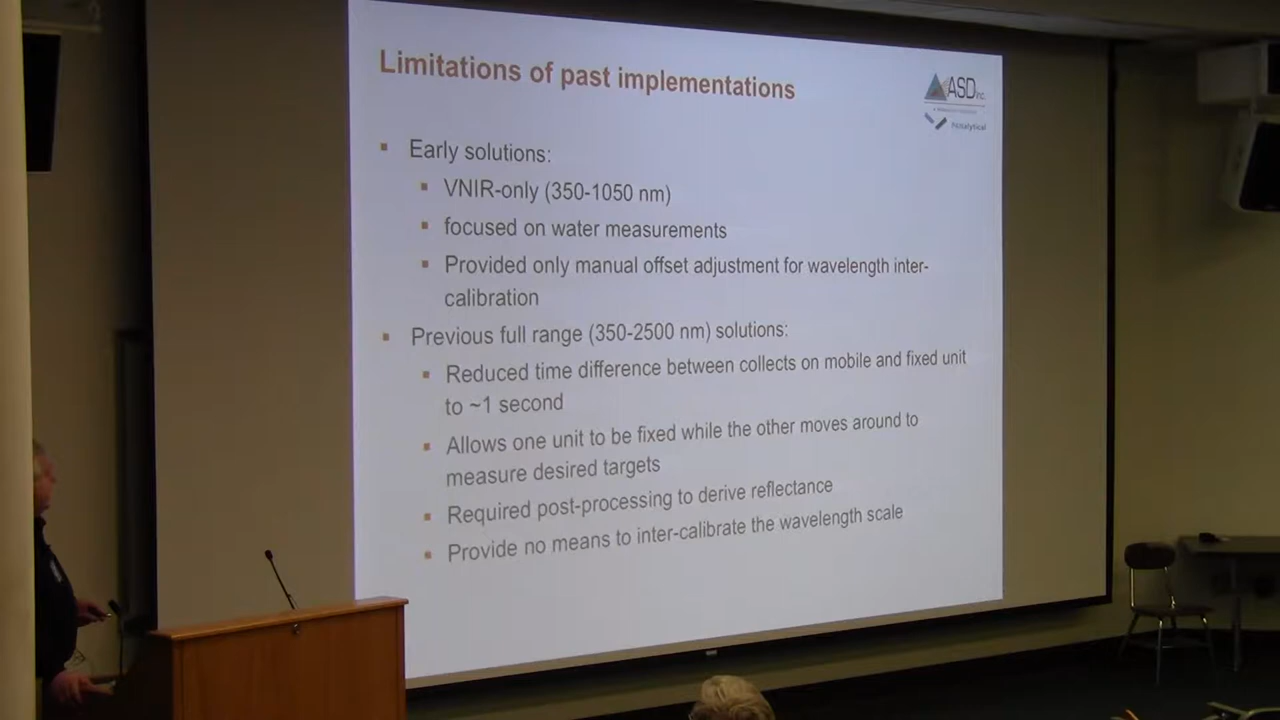 Limitations of past implementations
ASD inc.
▪ Early solutions:
▪ VNIR-only (350-1050 nm)
▪ focused on water measurements
▪ Provided only manual offset adjustment for wavelength inter-
calibration
▪ Previous full range (350-2500 nm) solutions:
▪ Reduced time difference between collects on mobile and fixed unit
to ~1 second
▪ Allows one unit to be fixed while the other moves around to
measure desired targets
▪ Required post-processing to derive reflectance
▪ Provide no means to inter-calibrate the wavelength scale